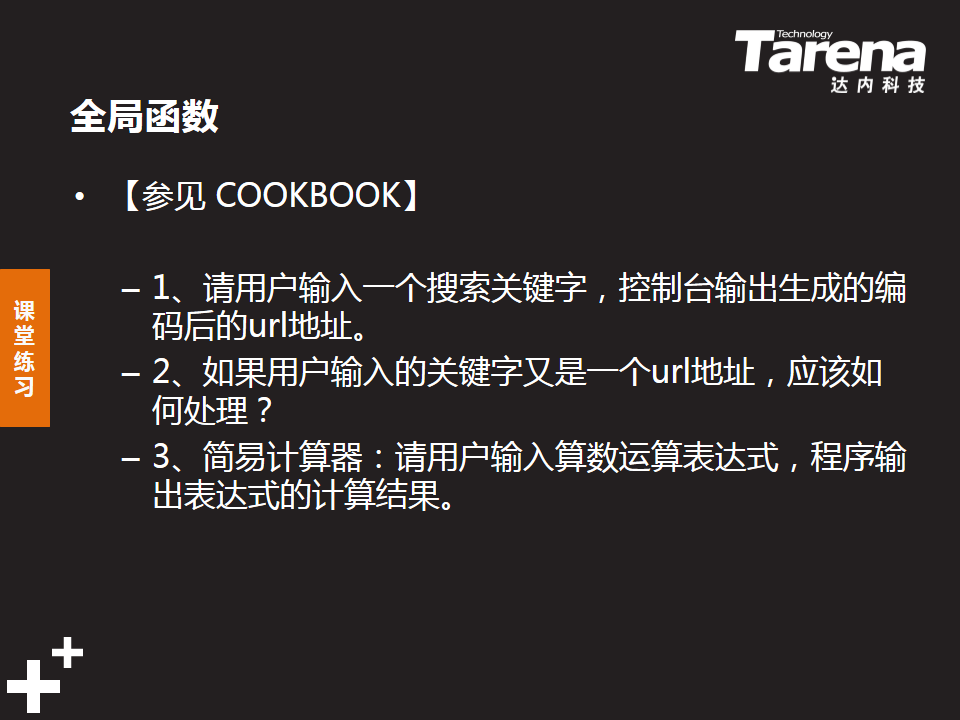 Technology
Tarena
达内科技
全局函数
• 【参见 COOKBOOK】
– 1、请用户输入一个搜索关键字，控制台输出生成的编
码后的url地址。
– 2、如果用户输入的关键字又是一个url地址，应该如
何处理？
– 3、简易计算器：请用户输入算数运算表达式，程序输
出表达式的计算结果。
课堂练习